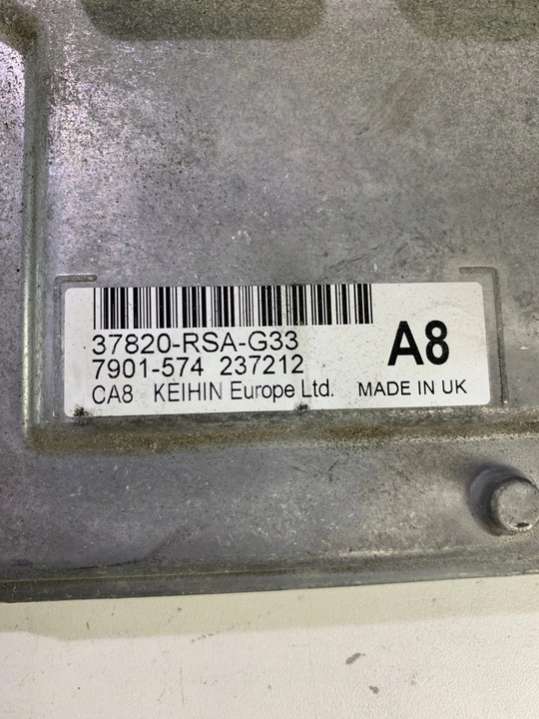 37820-RSA-G33
7901-574 237212
CA8 KEIHIN Europe Ltd.
A8
MADE IN UK